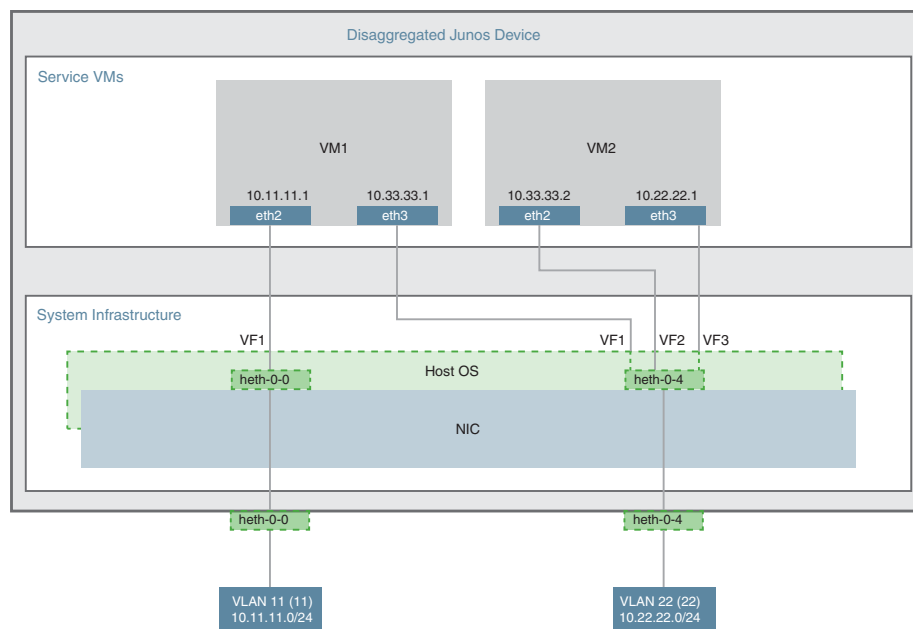 Disaggregated Junos Device
Service VMs
VM1
VM2
10.11.11.1
10.33.33.1
10.33.33.2
10.22.22.1
eth2
eth3
eth2
eth3
System Infrastructure
VF1
VF1
VF2
VF3
heth-0-0
Host OS
heth-0-4
NIC
heth-0-0
heth-0-4
VLAN 11 (11)
10.11.11.0/24
VLAN 22 (22)
10.22.22.0/24